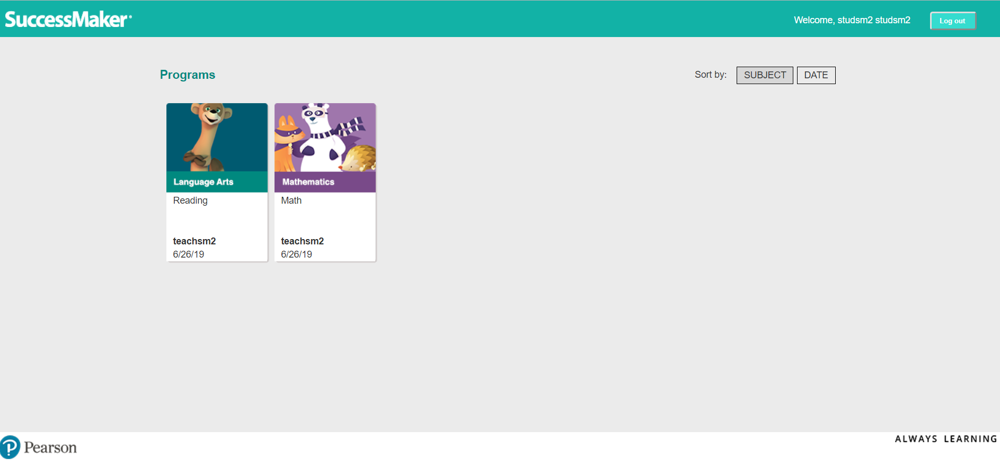 SuccessMaker®
Welcome, studsm2 studsm2
Log out
Programs
Sort by:
SUBJECT
DATE
Language Arts
Reading
teachsm2
6/26/19
Mathematics
Math
teachsm2
6/26/19
Pearson
ALWAYS LEARNING